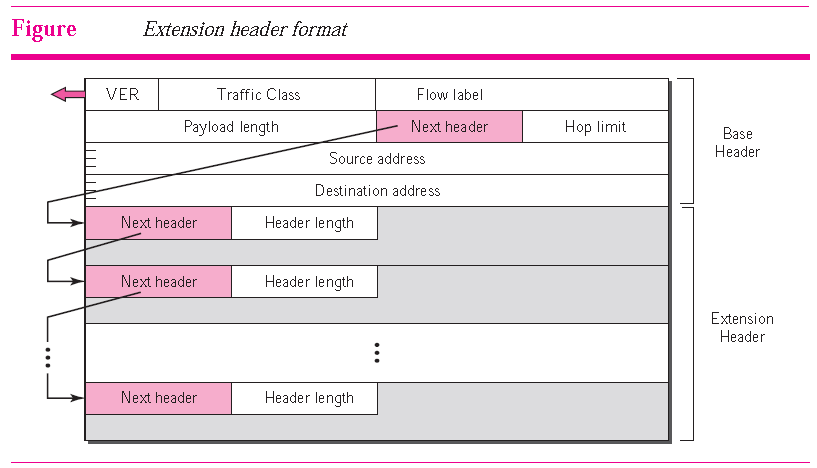 Figure Extension header format
VER Traffic Class Flow label
Payload length Next header Hop limit
Base
Header
Source address
Destination address
Next header Header length
Next header Header length
Extension
Header
Next header Header length